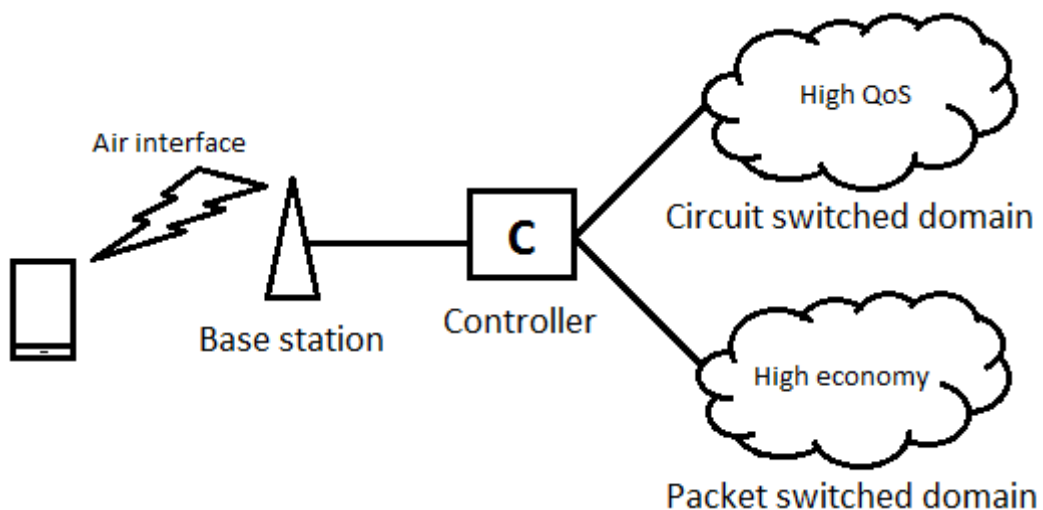 High QoS
Air interface
Circuit switched domain
C
Controller
Base station
High economy
Packet switched domain